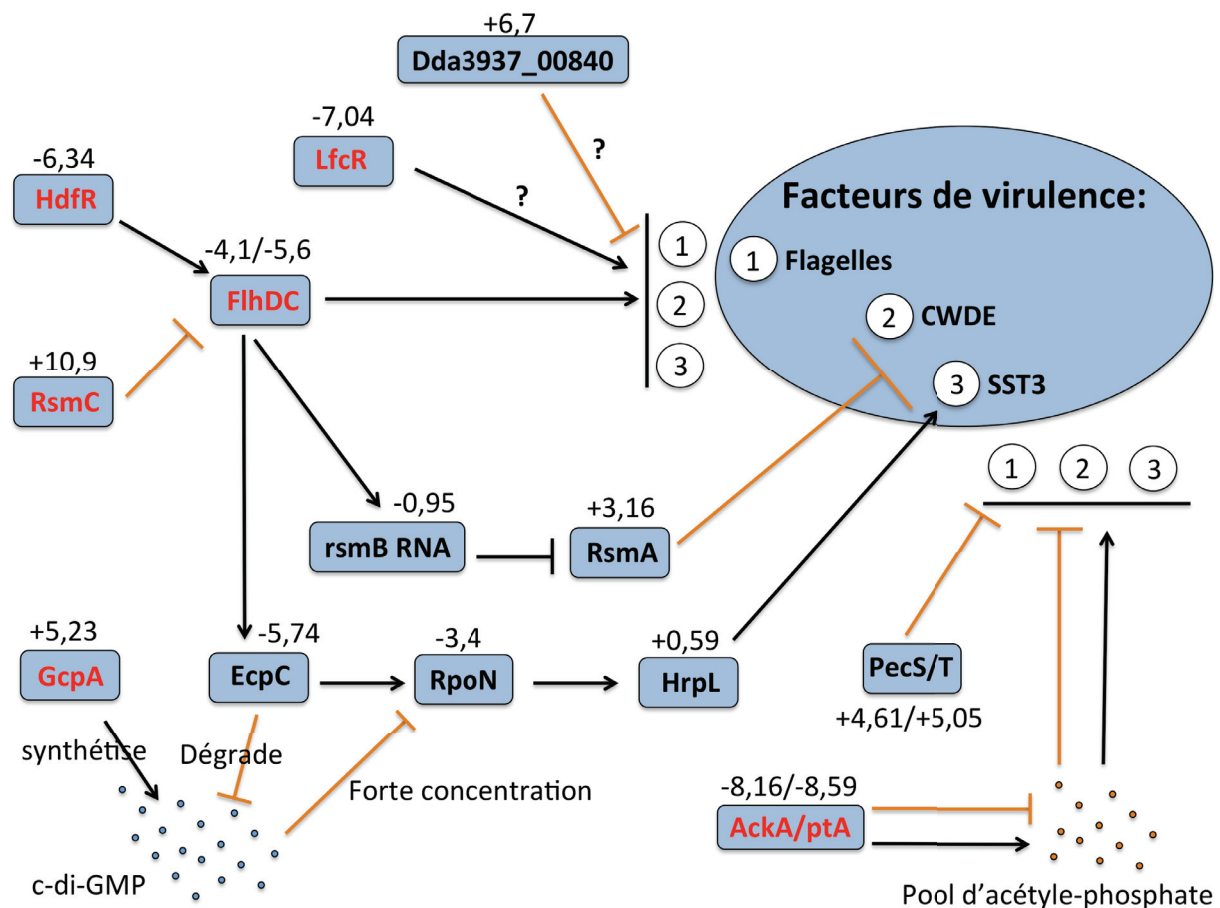 +6,7
Dda3937_00840
-7,04
LfcR
?
?
-6,34
HdfR
Facteurs de virulence:
-4,1/-5,6
FlhDC
1
2
3
1 Flagelles
2 CWDE
3 SST3
+10,9
RsmC
1 2 3
-0,95
rsmB RNA
+3,16
RsmA
+5,23
GcpA
-5,74
EcpC
-3,4
RpoN
+0,59
HrpL
PecS/T
+4,61/+5,05
synthétise
Dégrade
Forte concentration
-8,16/-8,59
AckA/ptA
c-di-GMP
Pool d’acétyle-phosphate